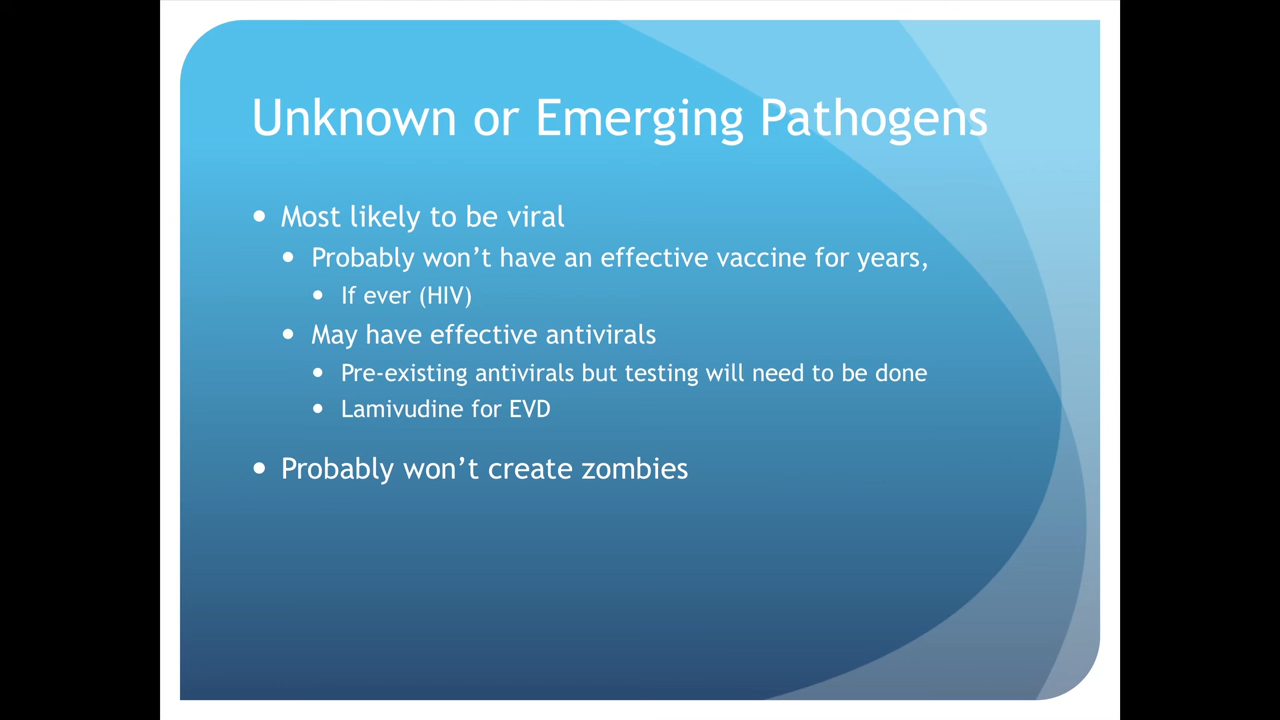 Unknown or Emerging Pathogens
• Most likely to be viral
• Probably won’t have an effective vaccine for years,
• If ever (HIV)
• May have effective antivirals
• Pre-existing antivirals but testing will need to be done
• Lamivudine for EVD
• Probably won’t create zombies